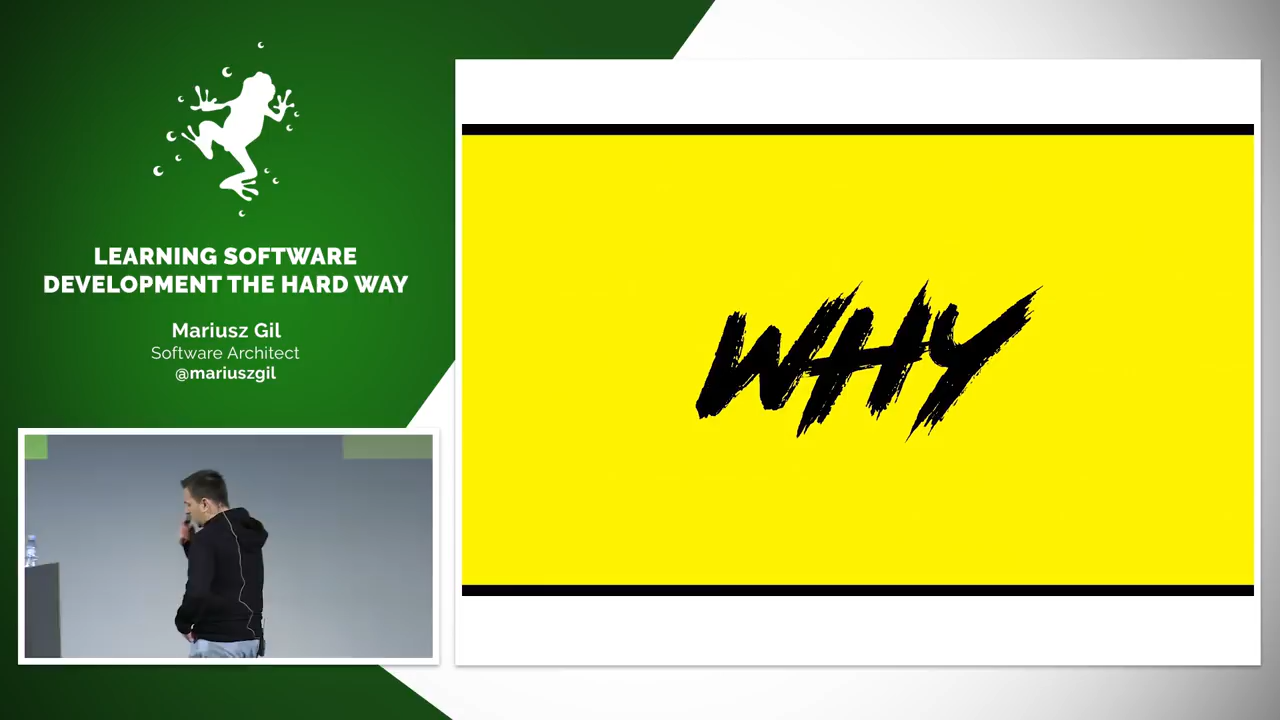 LEARNING SOFTWARE
DEVELOPMENT THE HARD WAY
Mariusz Gil
Software Architect
@mariuszgil
WHY